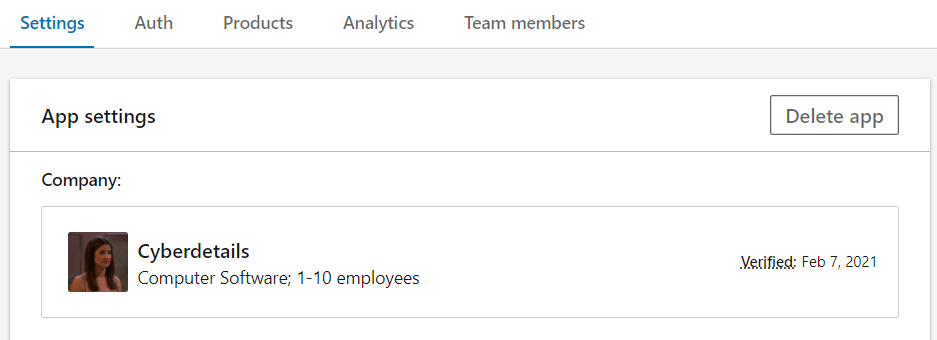 Settings Auth Products Analytics Team members
App settings Delete app
Company:
Cyberdetails
Computer Software; 1-10 employees
Verified: Feb 7, 2021